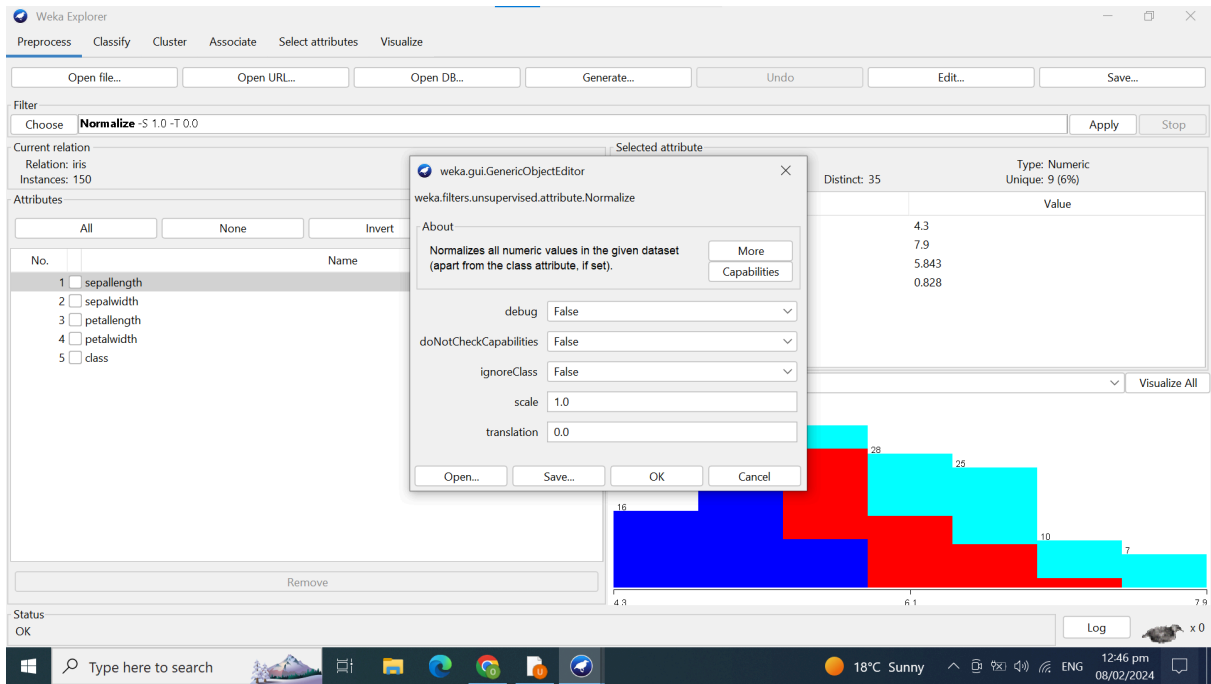 Weka Explorer
Preprocess Classify Cluster Associate Select attributes Visualize
Open file... Open URL... Open DB... Generate... Undo Edit... Save...
Filter
Choose Normalize -S 1.0 -T 0.0 Apply Stop
Current relation
Relation: iris
Instances: 150
Attributes
All None Invert
No. Name
1 sepallength
2 sepalwidth
3 petallength
4 petalwidth
5 class
Remove
Selected attribute
Type: Numeric
Distinct: 35 Unique: 9 (6%)
Value
4.3
7.9
5.843
0.828
Visualize All
16
28
25
10
7
4.3 6.1 7.9
weka.gui.GenericObjectEditor
weka.filters.unsupervised.attribute.Normalize
About
Normalizes all numeric values in the given dataset
(apart from the class attribute, if set).
More
Capabilities
debug False
doNotCheckCapabilities False
ignoreClass False
scale 1.0
translation 0.0
Open... Save... OK Cancel
Status
OK
Log x 0
Type here to search
18°C Sunny ENG 12:46 pm
08/02/2024